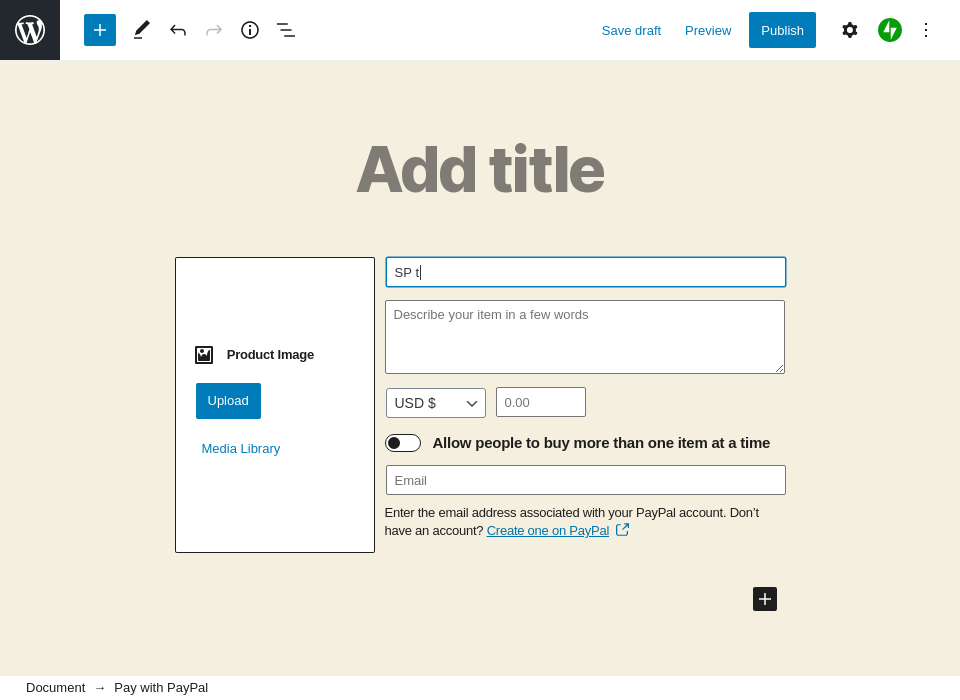 Save draft
Preview
Publish
Add title
SP t
Describe your item in a few words
Product Image
Upload
USD $
0.00
Media Library
Allow people to buy more than one item at a time
Email
Enter the email address associated with your PayPal account. Don’t
have an account? Create one on PayPal
Document → Pay with PayPal